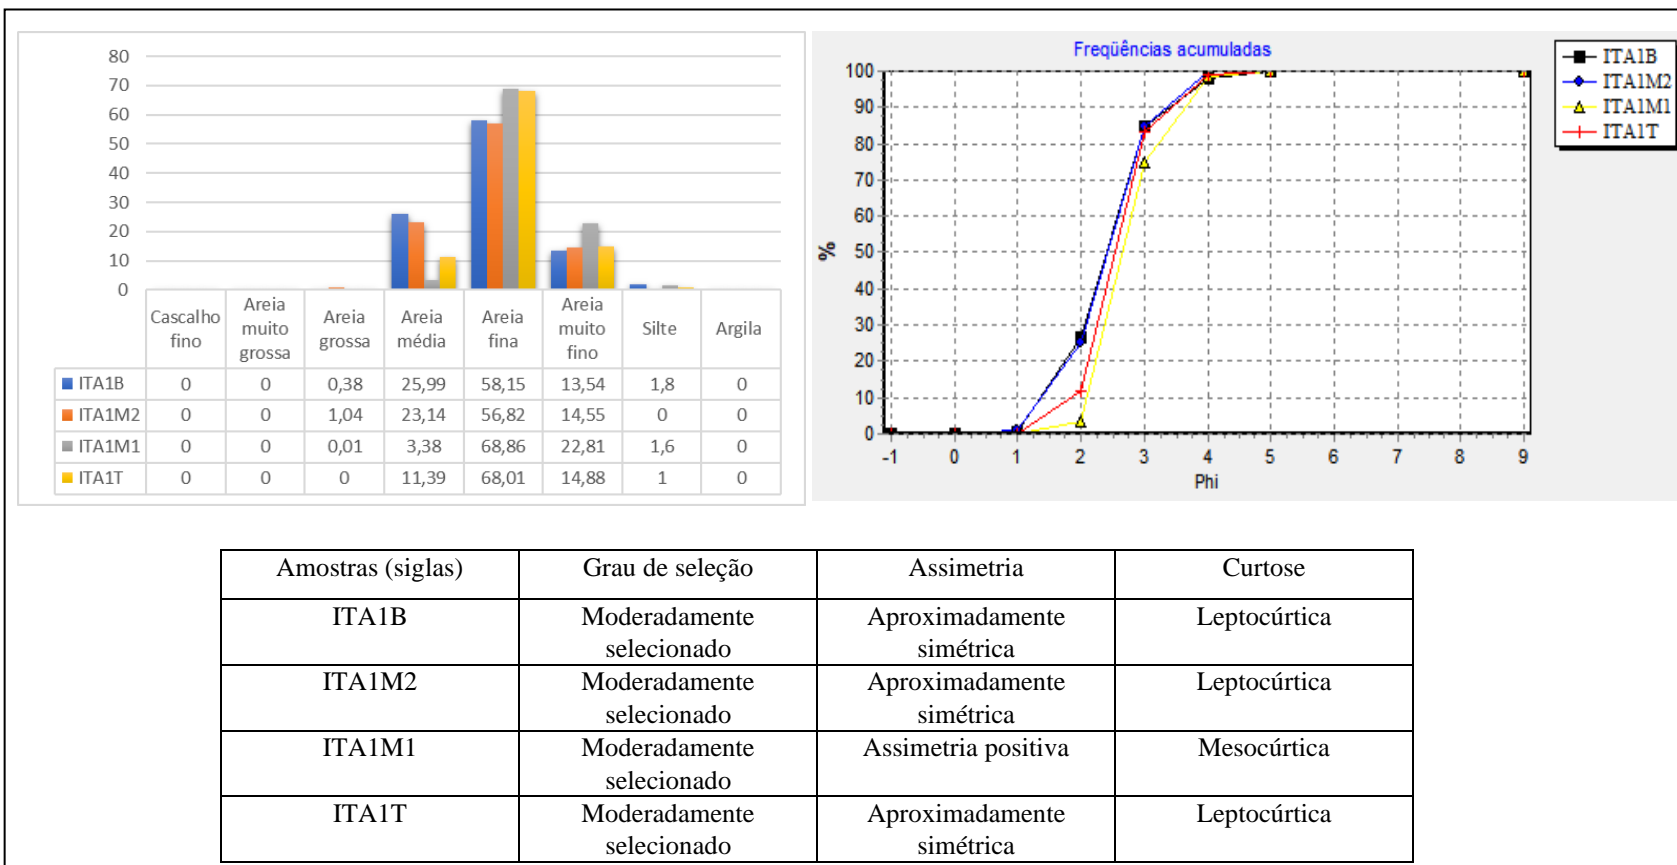 80
70
60
50
40
30
20
10
0
Cascalho fino
Areia muito grossa
Areia grossa
Areia média
Areia fina
Areia muito fino
Silte
Argila
ITA1B 0 0 0,38 25,99 58,15 13,54 1,8 0
ITA1M2 0 0 1,04 23,14 56,82 14,55 0 0
ITA1M1 0 0 0,01 3,38 68,86 22,81 1,6 0
ITA1T 0 0 0 11,39 68,01 14,88 1 0
Freqüências acumuladas
100
90
80
70
60
50
40
30
20
10
0
%
-1 0 1 2 3 4 5 6 7 8 9
Phi
ITA1B
ITA1M2
ITA1M1
ITA1T
Amostras (siglas) Grau de seleção Assimetria Curtose
ITA1B Moderadamente Aproximadamente Leptocúrtica
selecionado simétrica
ITA1M2 Moderadamente Aproximadamente Leptocúrtica
selecionado simétrica
ITA1M1 Moderadamente Assimetria positiva Mesocúrtica
selecionado
ITA1T Moderadamente Aproximadamente Leptocúrtica
selecionado simétrica